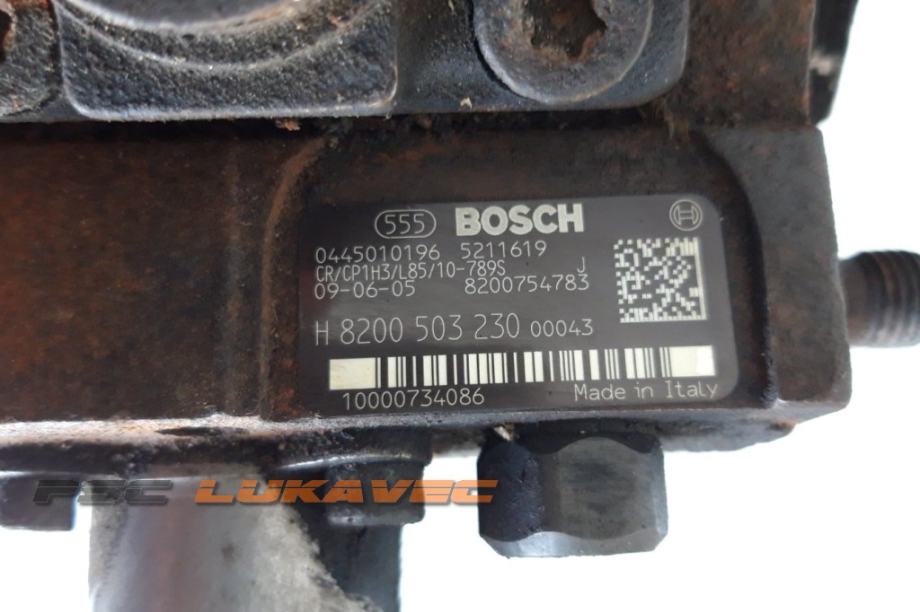 555 BOSCH
0445010196 5211619
CR/CP1H3/L85/10-789S J
09-06-05 8200754783
H 8200 503 230 00043
10000734086 Made in Italy
PSC LUKAVEC